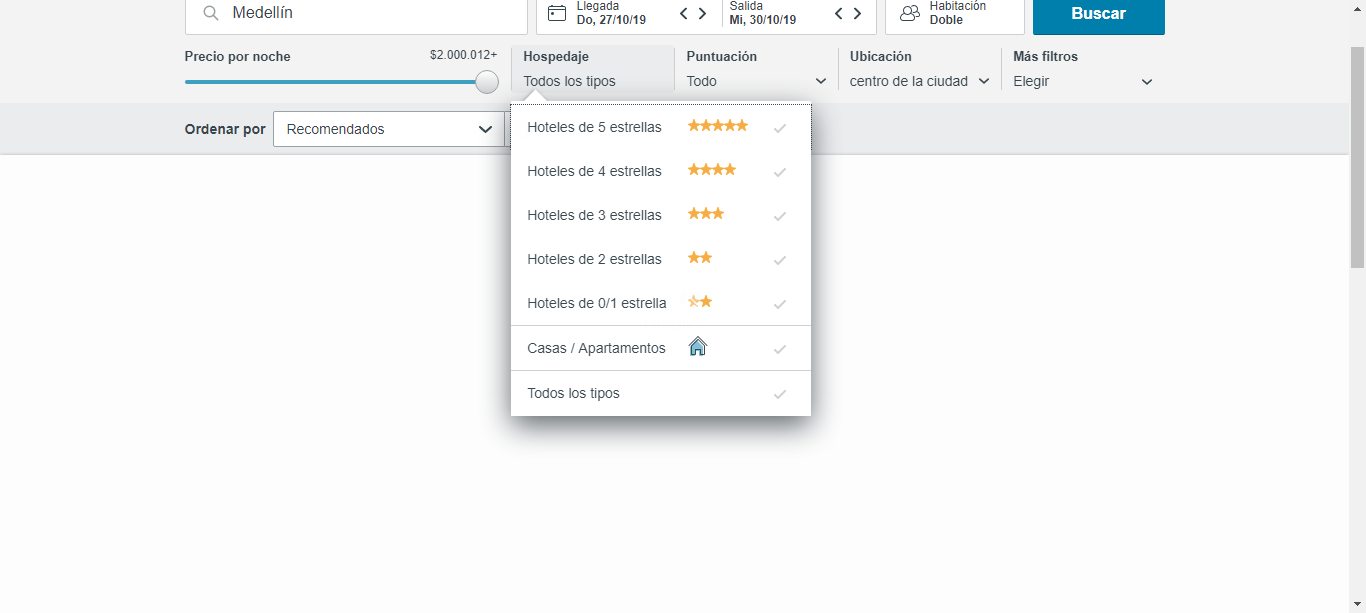 Medellín
Llegada
Do, 27/10/19
Salida
Mi, 30/10/19
Habitación
Doble
Buscar
Precio por noche
$2.000.012+
Hospedaje
Todos los tipos
Puntuación
Todo
Ubicación
centro de la ciudad
Más filtros
Elegir
Ordenar por
Recomendados
Hoteles de 5 estrellas
Hoteles de 4 estrellas
Hoteles de 3 estrellas
Hoteles de 2 estrellas
Hoteles de 0/1 estrella
Casas / Apartamentos
Todos los tipos